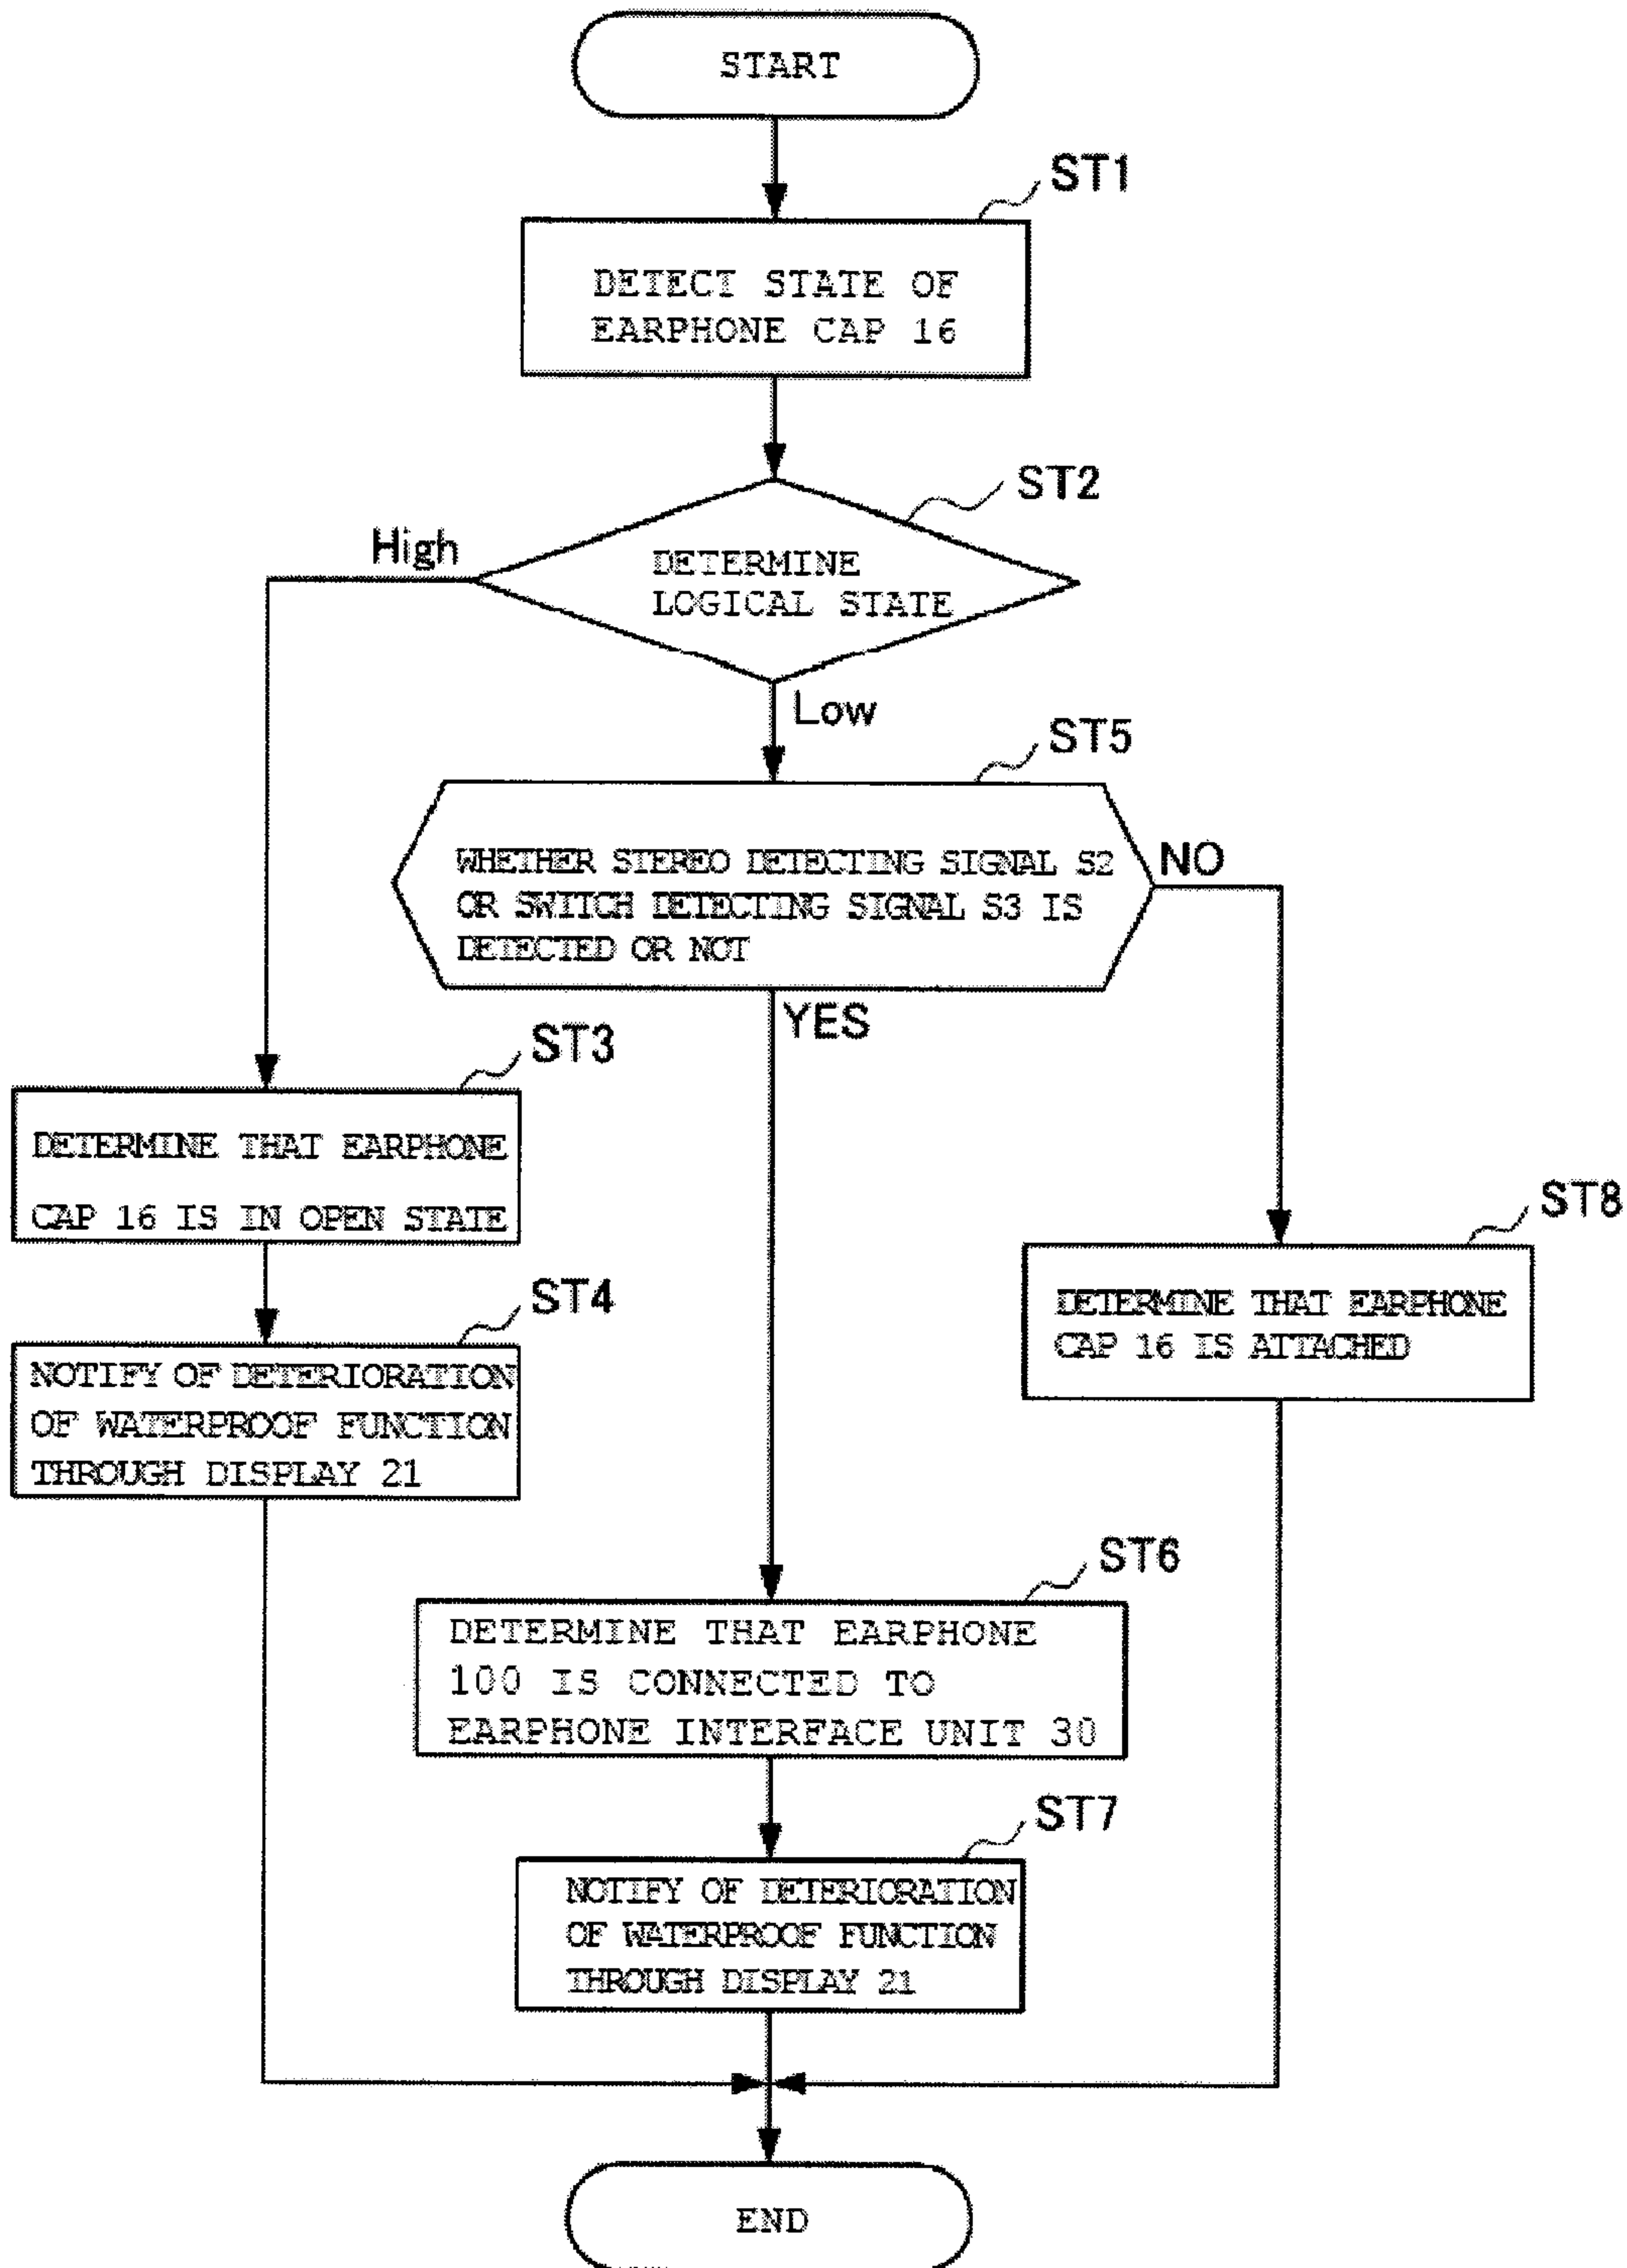 START
ST1
DETECT STATE OF
EARPHONE CAP 16
ST2
High
DETERMINE
LOGICAL STATE
Low
ST5
WHETHER STEREO DETECTING SIGNAL S2
OR SWITCH DETECTING SIGNAL S3 IS
DETECTED OR NOT
NO
YES
ST3
DETERMINE THAT EARPHONE
CAP 16 IS IN OPEN STATE
ST8
DETERMINE THAT EARPHONE
CAP 16 IS ATTACHED
ST4
NOTIFY OF DETERIORATION
OF WATERPROOF FUNCTION
THROUGH DISPLAY 21
ST6
DETERMINE THAT EARPHONE
100 IS CONNECTED TO
EARPHONE INTERFACE UNIT 30
ST7
NOTIFY OF DETERIORATION
OF WATERPROOF FUNCTION
THROUGH DISPLAY 21
END